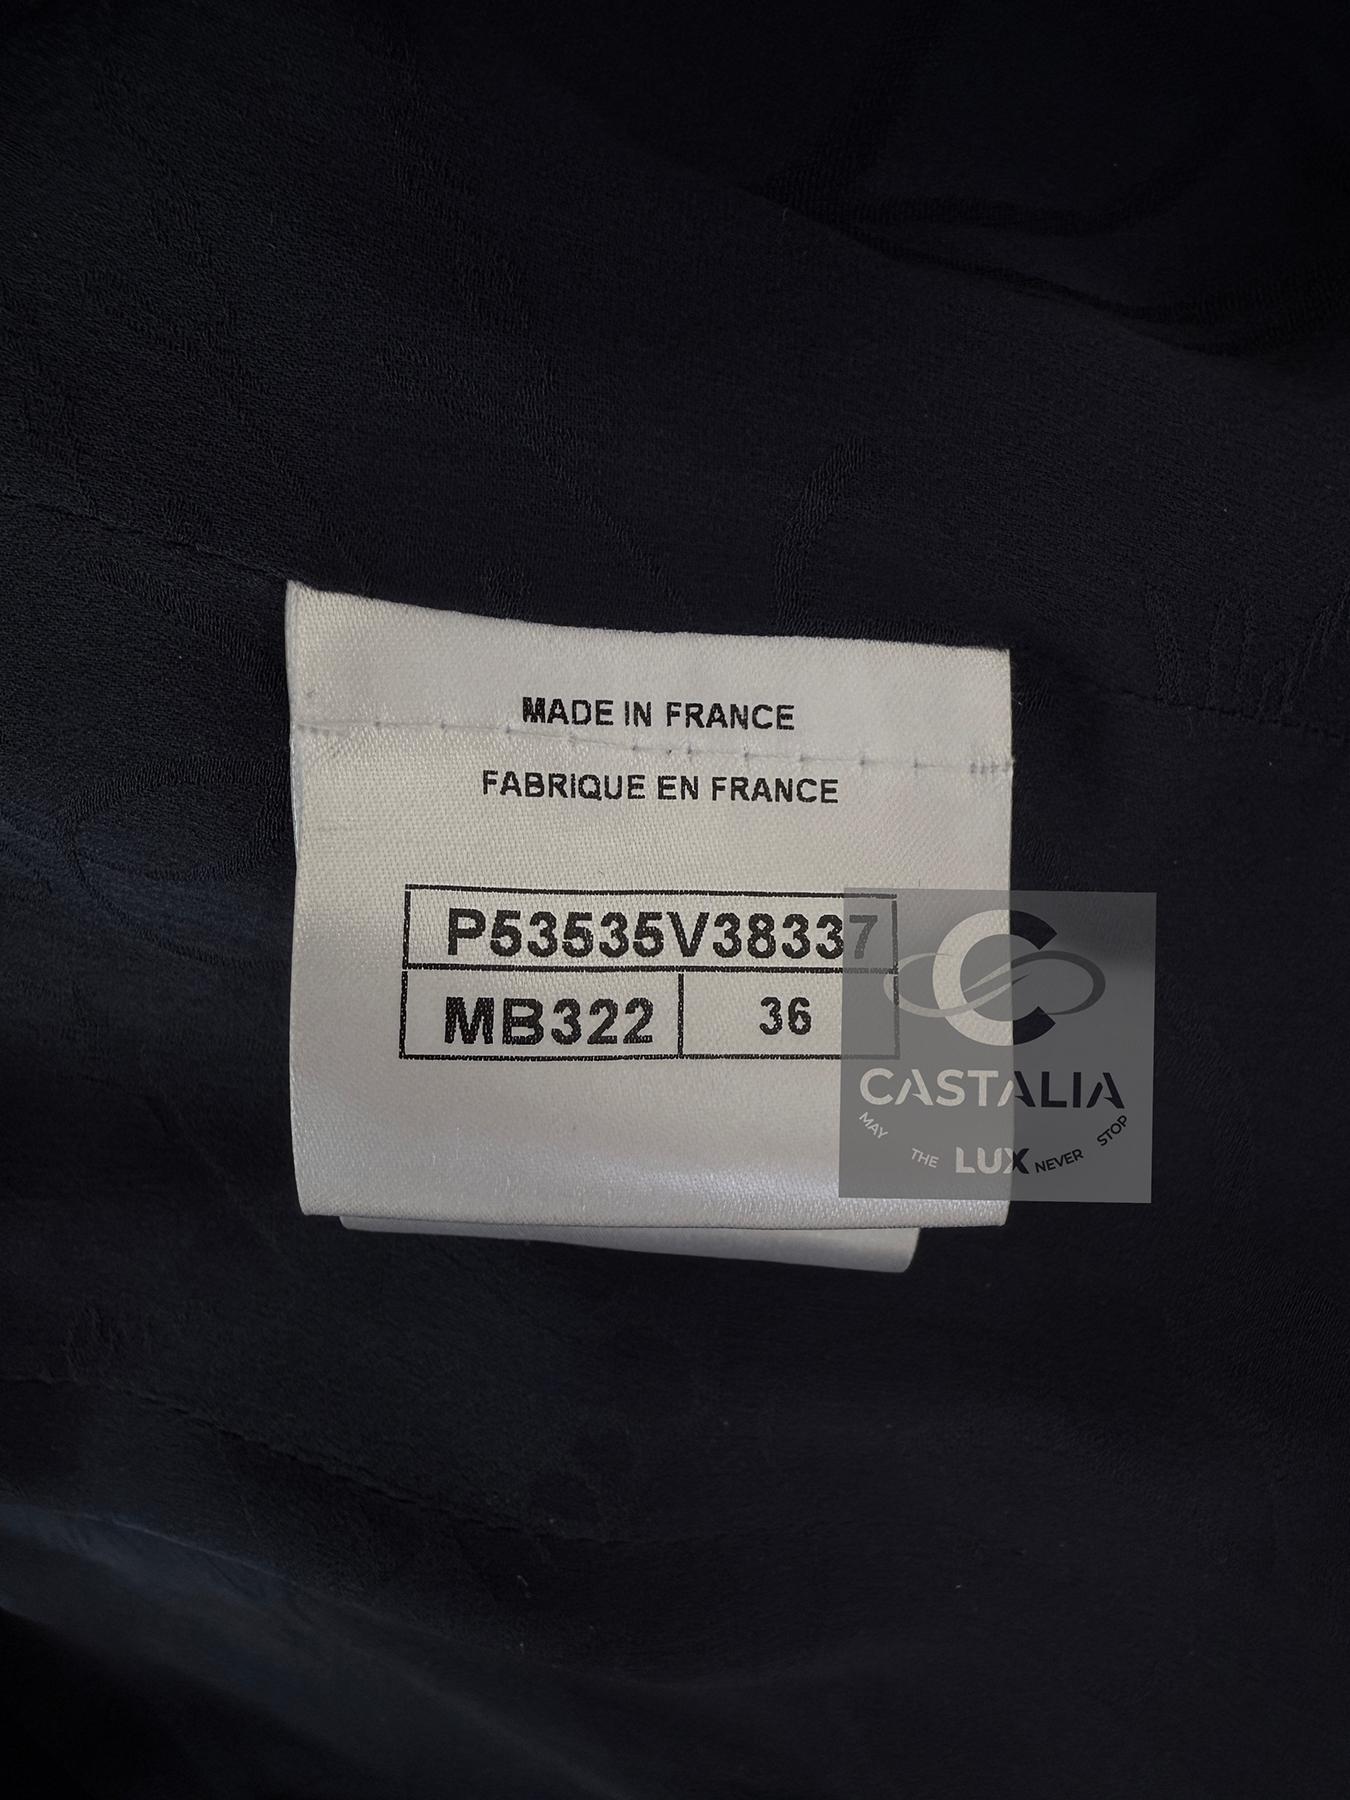 MADE IN FRANCE
FABRIQUE EN FRANCE
P53535V38337
MB322 36
CASTALIA
MAY THE LUX NEVER STOP